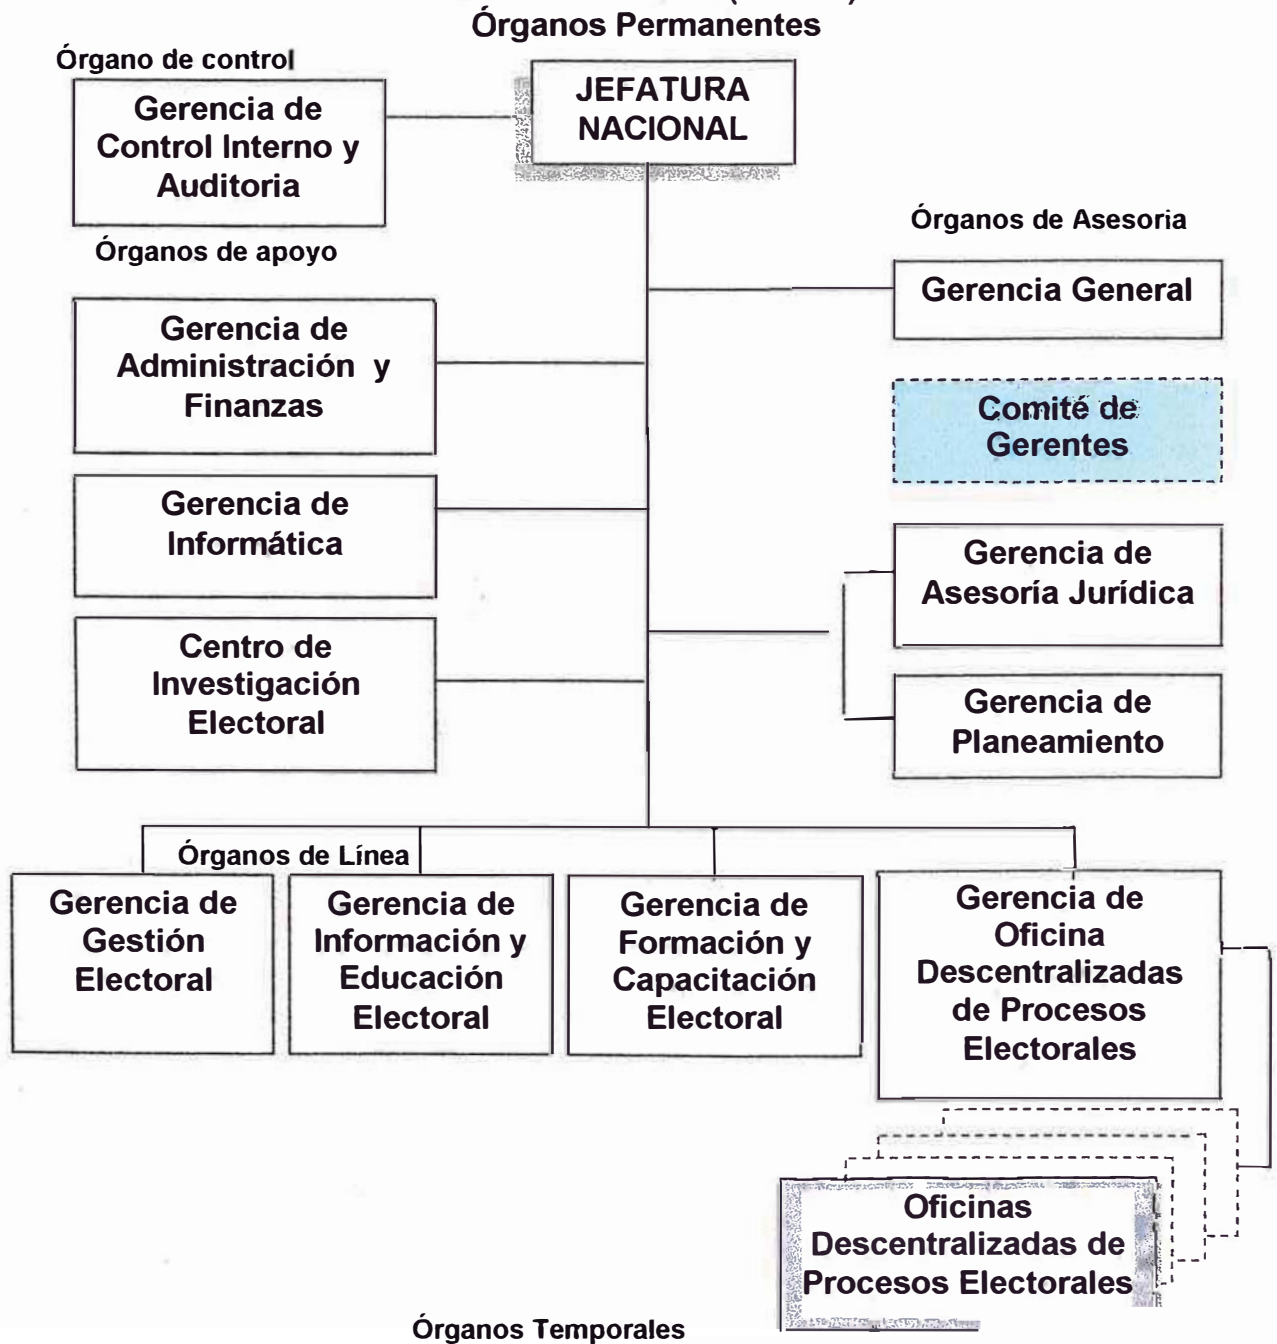 Órganos Permanentes
Órgano de control
JEFATURA
NACIONAL
Gerencia de
Control Interno y
Auditoria
Órganos de Asesoria
Órganos de apoyo
Gerencia General
Gerencia de
Administración y
Finanzas
Comité de
Gerentes
Gerencia de
Informática
Gerencia de
Asesoría Jurídica
Centro de
Investigación
Electoral
Gerencia de
Planeamiento
Órganos de Línea
Gerencia de
Gestión
Electoral
Gerencia de
Información y
Educación
Electoral
Gerencia de
Formación y
Capacitación
Electoral
Gerencia de
Oficina
Descentralizadas
de Procesos
Electorales
Oficinas
Descentralizadas de
Procesos Electorales
Órganos Temporales